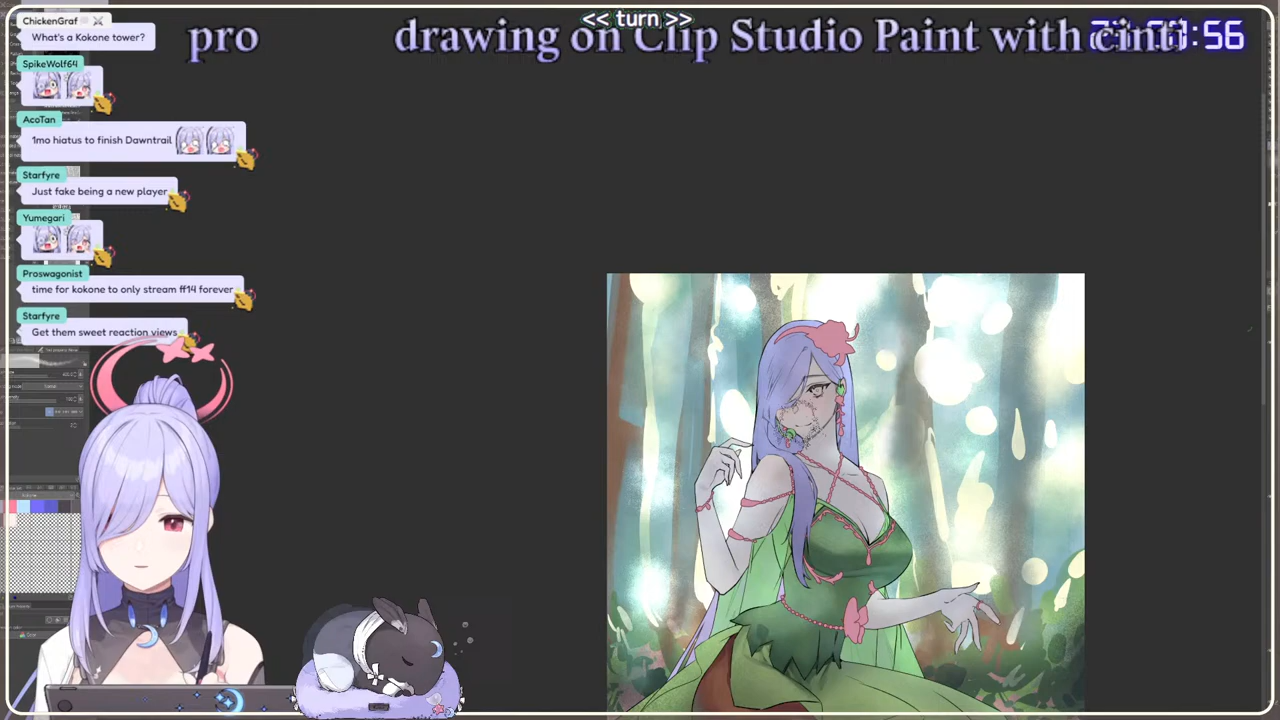 << turn >>
pro drawing on Clip Studio Paint with cinti
:56
ChickenGraf
What's a Kokone tower?
SpikeWolf64
AcoTan
1mo hiatus to finish Dawntrail
Starfyre
Just fake being a new player
Yumegari
Proswagonist
time for kokone to only stream ff14 forever
Starfyre
Get them sweet reaction views